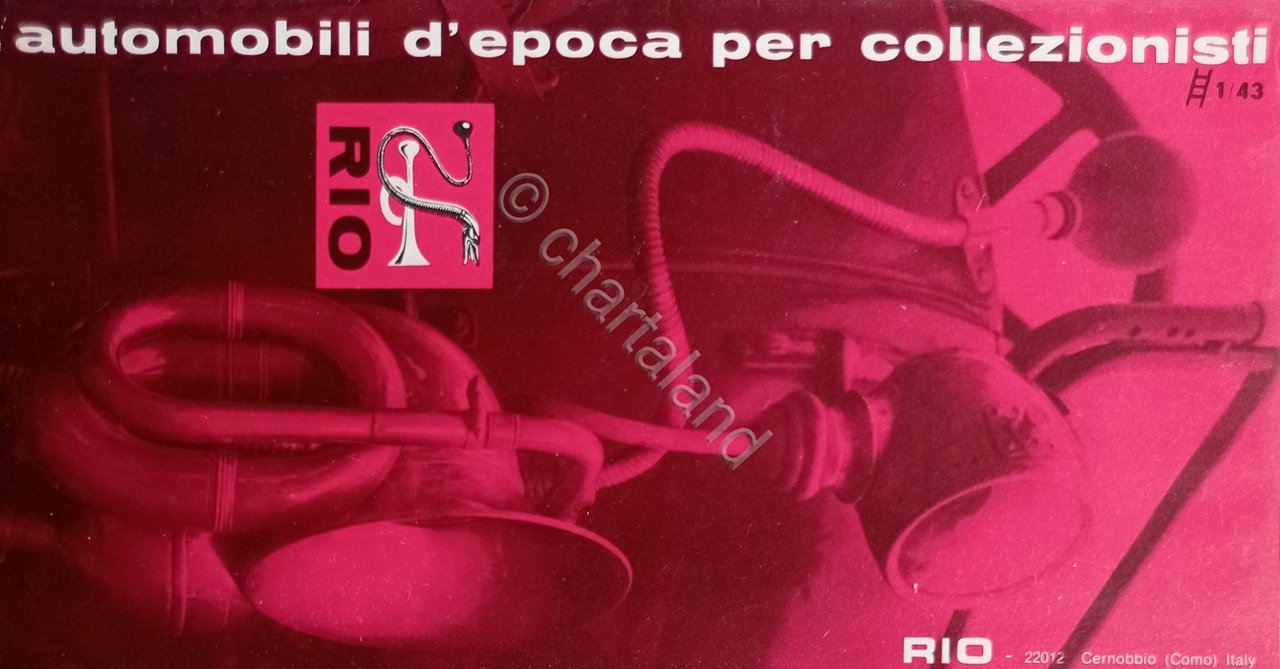 automobili d'epoca per collezionisti
1/43
RIO
© chartaland
RIO - 22012 Cernobbio (Como) Italy